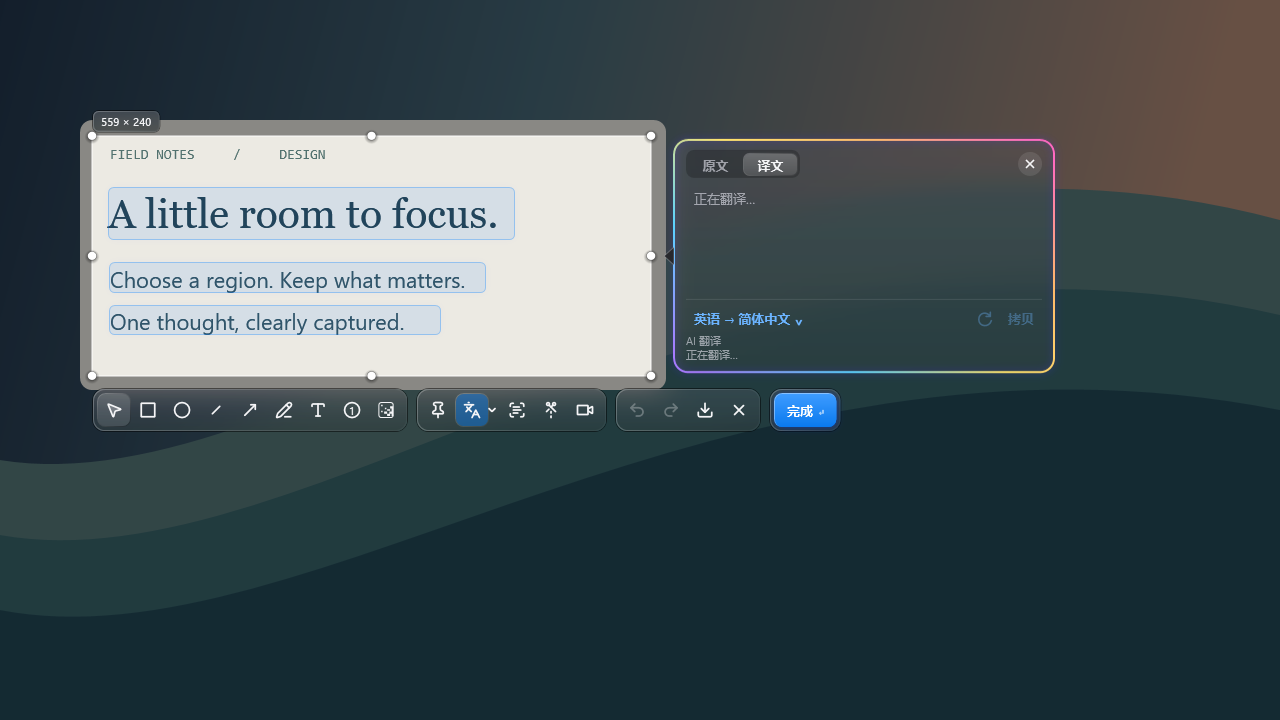 559 × 240
FIELD NOTES / DESIGN
A little room to focus.
Choose a region. Keep what matters.
One thought, clearly captured.
原文 译文
正在翻译...
英语 → 简体中文
拷贝
AI 翻译
正在翻译...
1
完成